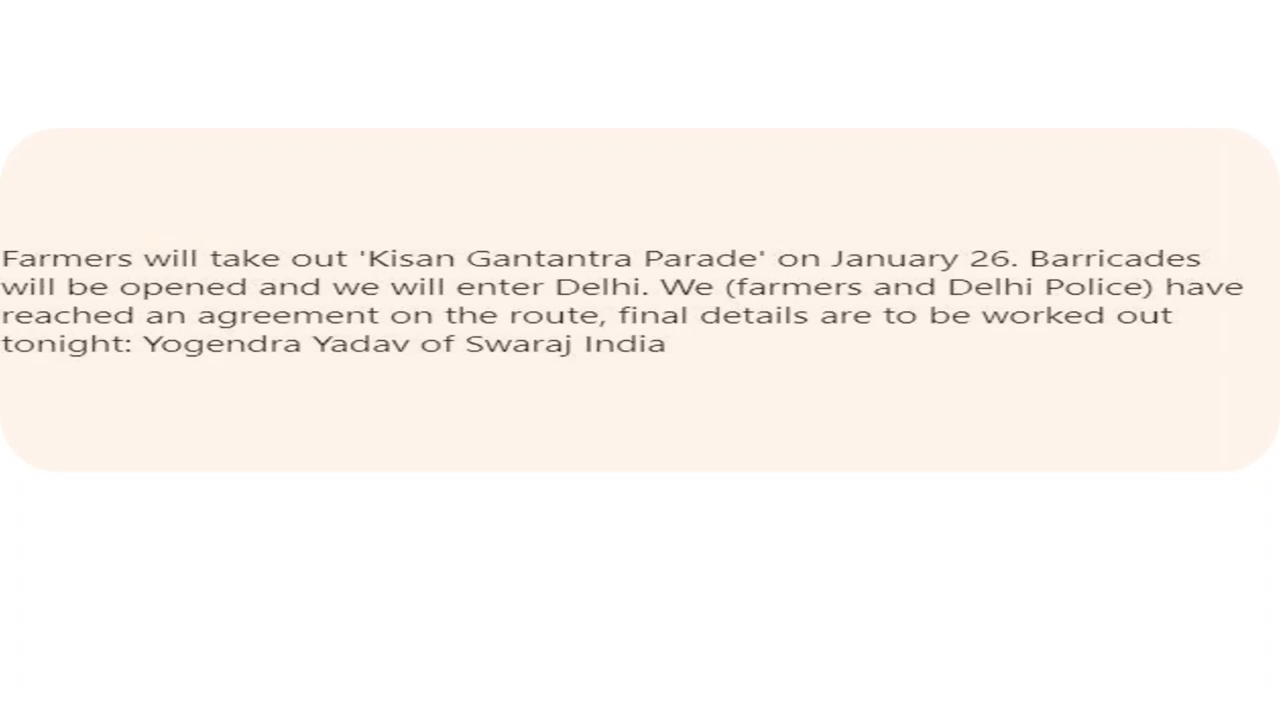 Farmers will take out 'Kisan Gantantra Parade' on January 26. Barricades
will be opened and we will enter Delhi. We (farmers and Delhi Police) have
reached an agreement on the route, final details are to be worked out
tonight: Yogendra Yadav of Swaraj India